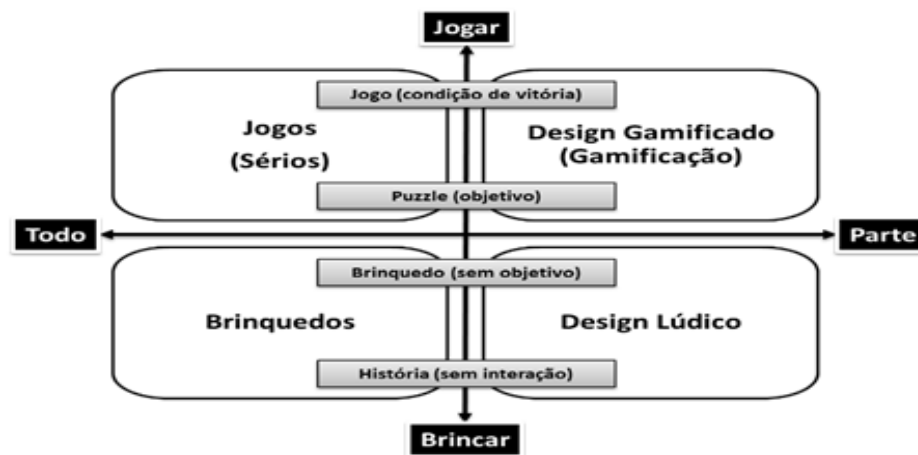 Jogar
Jogo (condição de vitória)
Jogos
(Sérios)
Design Gamificado
(Gamificação)
Puzzle (objetivo)
Todo
Parte
Brinquedo (sem objetivo)
Brinquedos
Design Lúdico
História (sem interação)
Brincar